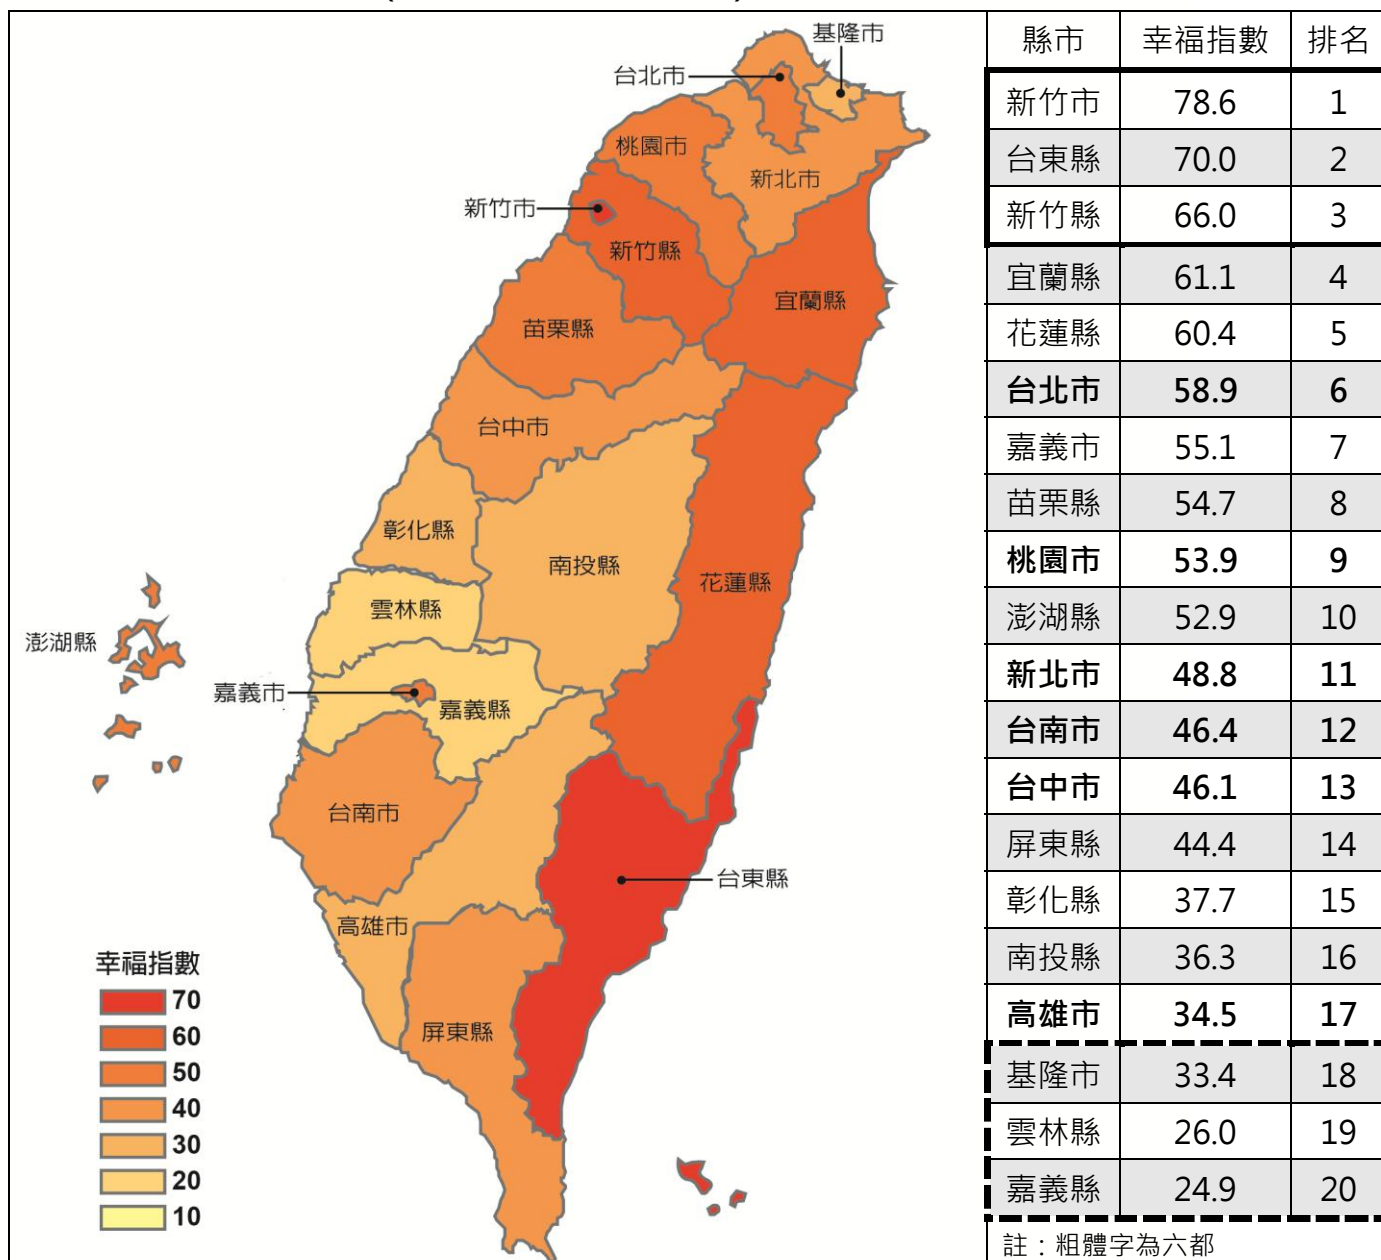 基隆市
台北市
桃園市
新北市
新竹市
新竹縣
宜蘭縣
苗栗縣
台中市
彰化縣
南投縣
花蓮縣
雲林縣
澎湖縣
嘉義市
嘉義縣
台南市
台東縣
高雄市
屏東縣
幸福指數
70
60
50
40
30
20
10
縣市 幸福指數 排名
新竹市 78.6 1
台東縣 70.0 2
新竹縣 66.0 3
宜蘭縣 61.1 4
花蓮縣 60.4 5
台北市 58.9 6
嘉義市 55.1 7
苗栗縣 54.7 8
桃園市 53.9 9
澎湖縣 52.9 10
新北市 48.8 11
台南市 46.4 12
台中市 46.1 13
屏東縣 44.4 14
彰化縣 37.7 15
南投縣 36.3 16
高雄市 34.5 17
基隆市 33.4 18
雲林縣 26.0 19
嘉義縣 24.9 20
註：粗體字為六都